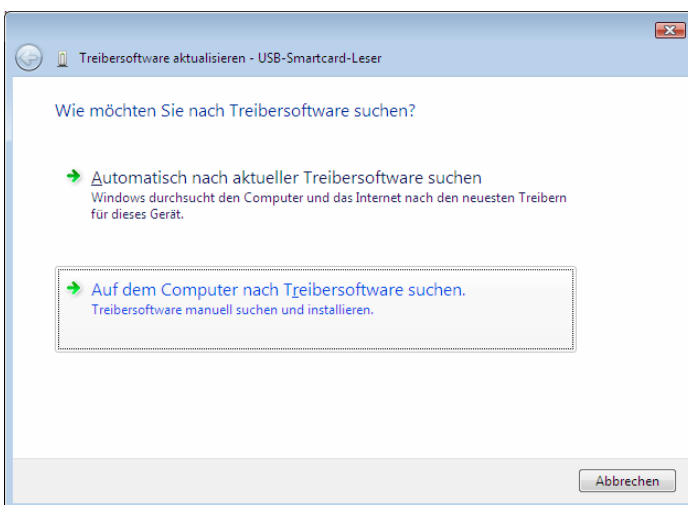 Treibersoftware aktualisieren - USB-Smartcard-Leser
Wie möchten Sie nach Treibersoftware suchen?
Automatisch nach aktueller Treibersoftware suchen
Windows durchsucht den Computer und das Internet nach den neuesten Treibern
für dieses Gerät.
Auf dem Computer nach Treibersoftware suchen.
Treibersoftware manuell suchen und installieren.
Abbrechen